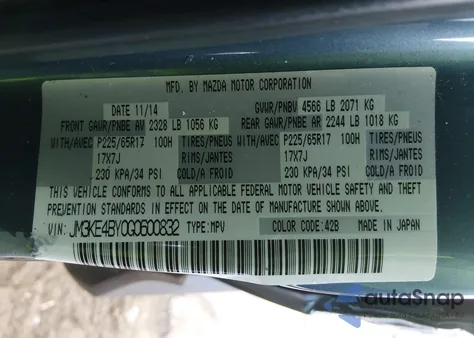 MFD. BY MAZDA MOTOR CORPORATION
DATE 11/14 GVWR/PNBV 4566 LB 2071 KG
FRONT GAWR/PNBE AV 2328 LB 1056 KG REAR GAWR/PNBE AR 2244 LB 1018 KG
WITH/AVEC P225/65R17 100H TIRES/PNEUS WITH/AVEC P225/65R17 100H TIRES/PNEUS
17X7J RIMS/JANTES 17X7J RIMS/JANTES
230 KPA/34 PSI COLD/A FROID 230 KPA/34 PSI COLD/A FROID
THIS VEHICLE CONFORMS TO ALL APPLICABLE FEDERAL MOTOR VEHICLE SAFETY AND THEFT
PREVENTION STANDARDS IN EFFECT ON THE DATE OF MANUFACTURE SHOWN ABOVE.
VIN: JM3KE4BY0G0600832 TYPE:MPV COLOR CODE:42B MADE IN JAPAN
autoSnap